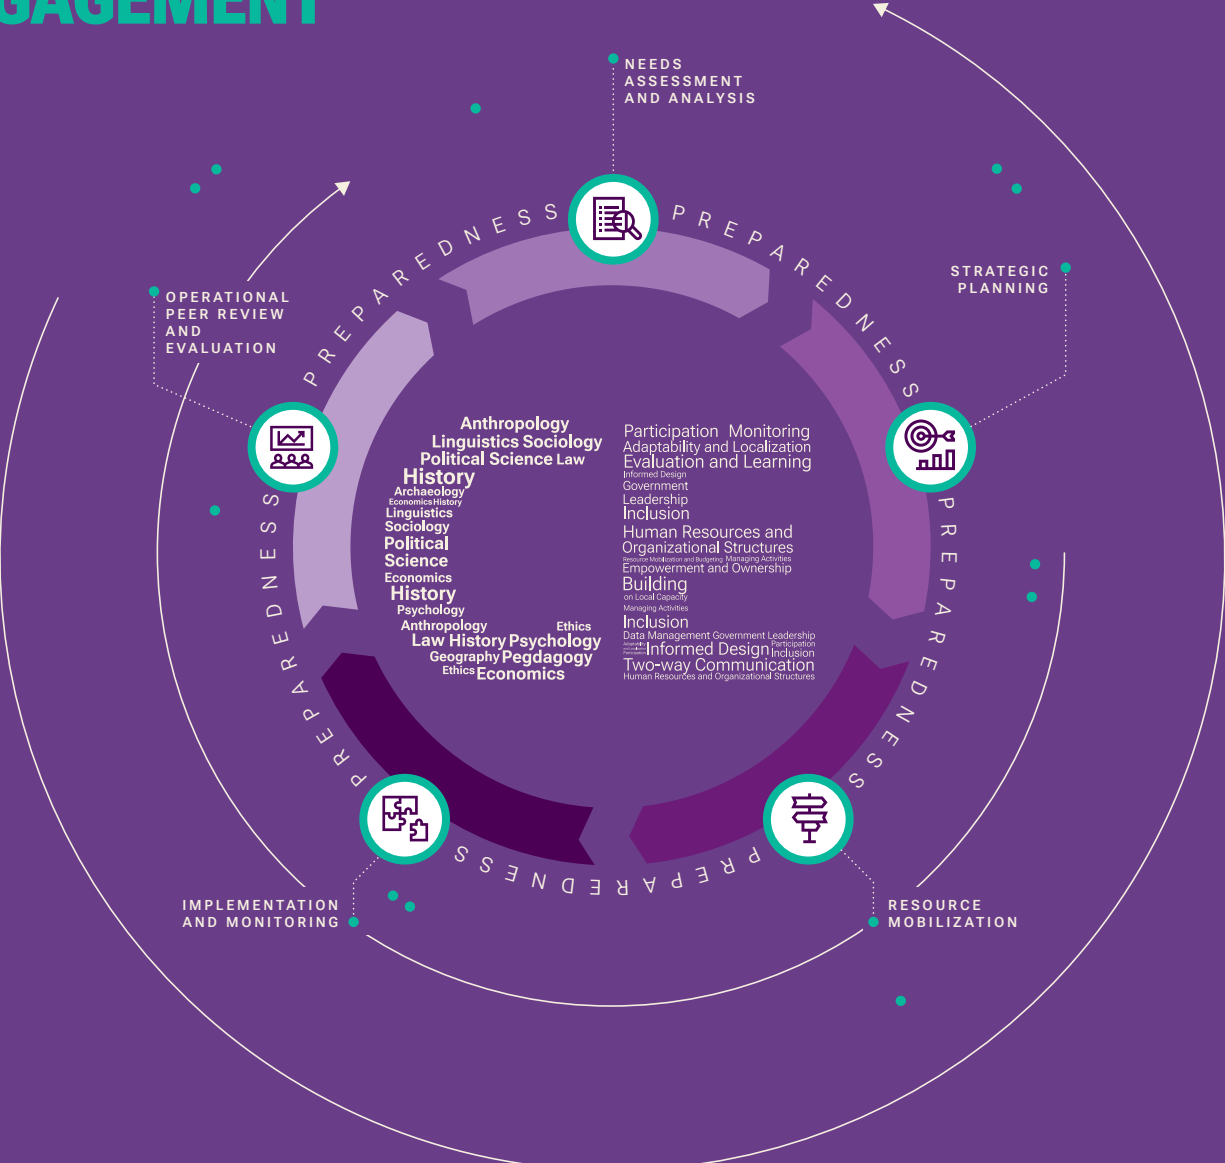 GAGEMENT
NEEDS
ASSESSMENT
AND ANALYSIS
STRATEGIC
PLANNING
RESOURCE
MOBILIZATION
IMPLEMENTATION
AND MONITORING
OPERATIONAL
PEER REVIEW
AND
EVALUATION
PREPAREDNESS
PREPAREDNESS
PREPAREDNESS
PREPAREDNESS
PREPAREDNESS
Anthropology
Linguistics Sociology
Political Science Law
History
Archaeology
Economics History
Linguistics
Sociology
Political
Science
Economics
History
Psychology
Anthropology Ethics
Law History Psychology
Geography Pegdagogy
Ethics Economics
Participation Monitoring
Adaptability and Localization
Evaluation and Learning
Informed Design
Government
Leadership
Inclusion
Human Resources and
Organizational Structures
Resource Mobilization and Budgeting Managing Activities
Empowerment and Ownership
Building
on Local Capacity
Managing Activities
Inclusion
Data Management Government Leadership
Informed Design Participation
Inclusion
Two-way Communication
Human Resources and Organizational Structures